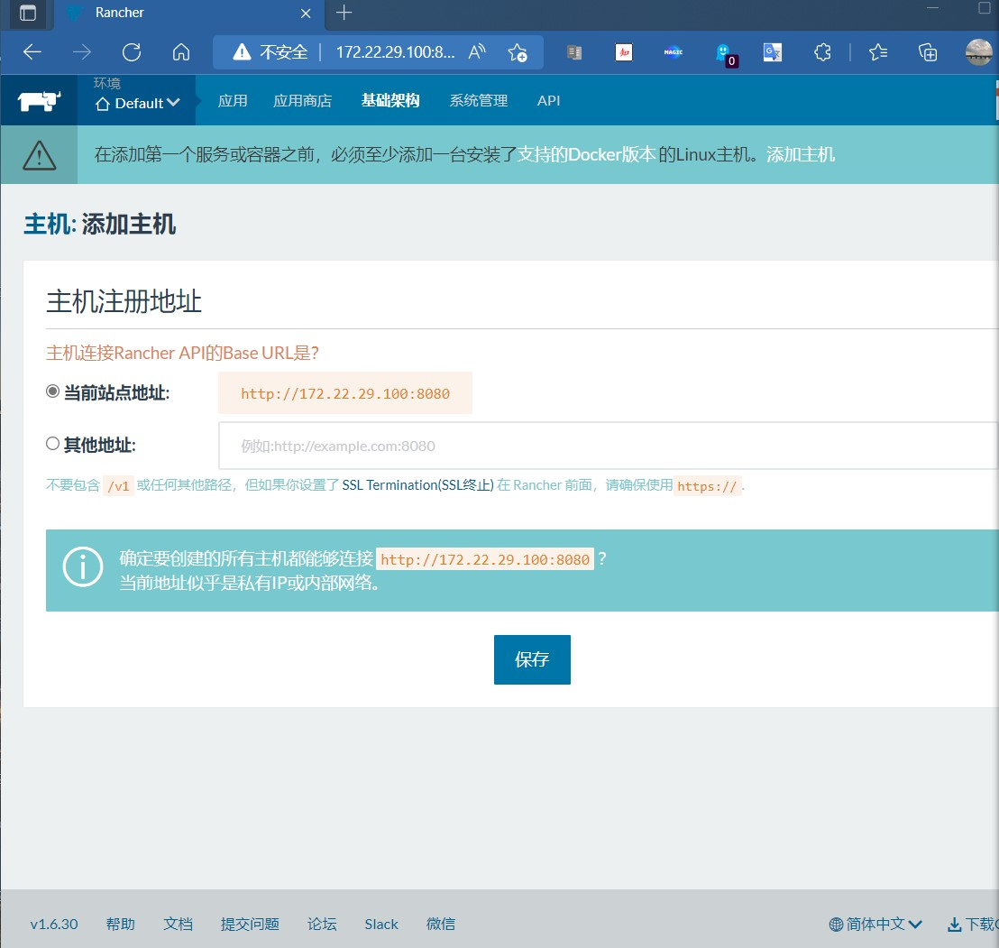 Rancher
不安全 172.22.29.100:8...
MAGIC
0
环境
Default
应用 应用商店 基础架构 系统管理 API
在添加第一个服务或容器之前，必须至少添加一台安装了支持的Docker版本 的Linux主机。添加主机
主机: 添加主机
主机注册地址
主机连接Rancher API的Base URL是?
当前站点地址: http://172.22.29.100:8080
其他地址: 例如:http://example.com:8080
不要包含 /v1 或任何其他路径，但如果你设置了 SSL Termination(SSL终止) 在 Rancher 前面，请确保使用 https:// .
确定要创建的所有主机都能够连接 http://172.22.29.100:8080 ?
当前地址似乎是私有IP或内部网络。
保存
v1.6.30 帮助 文档 提交问题 论坛 Slack 微信 简体中文 下载